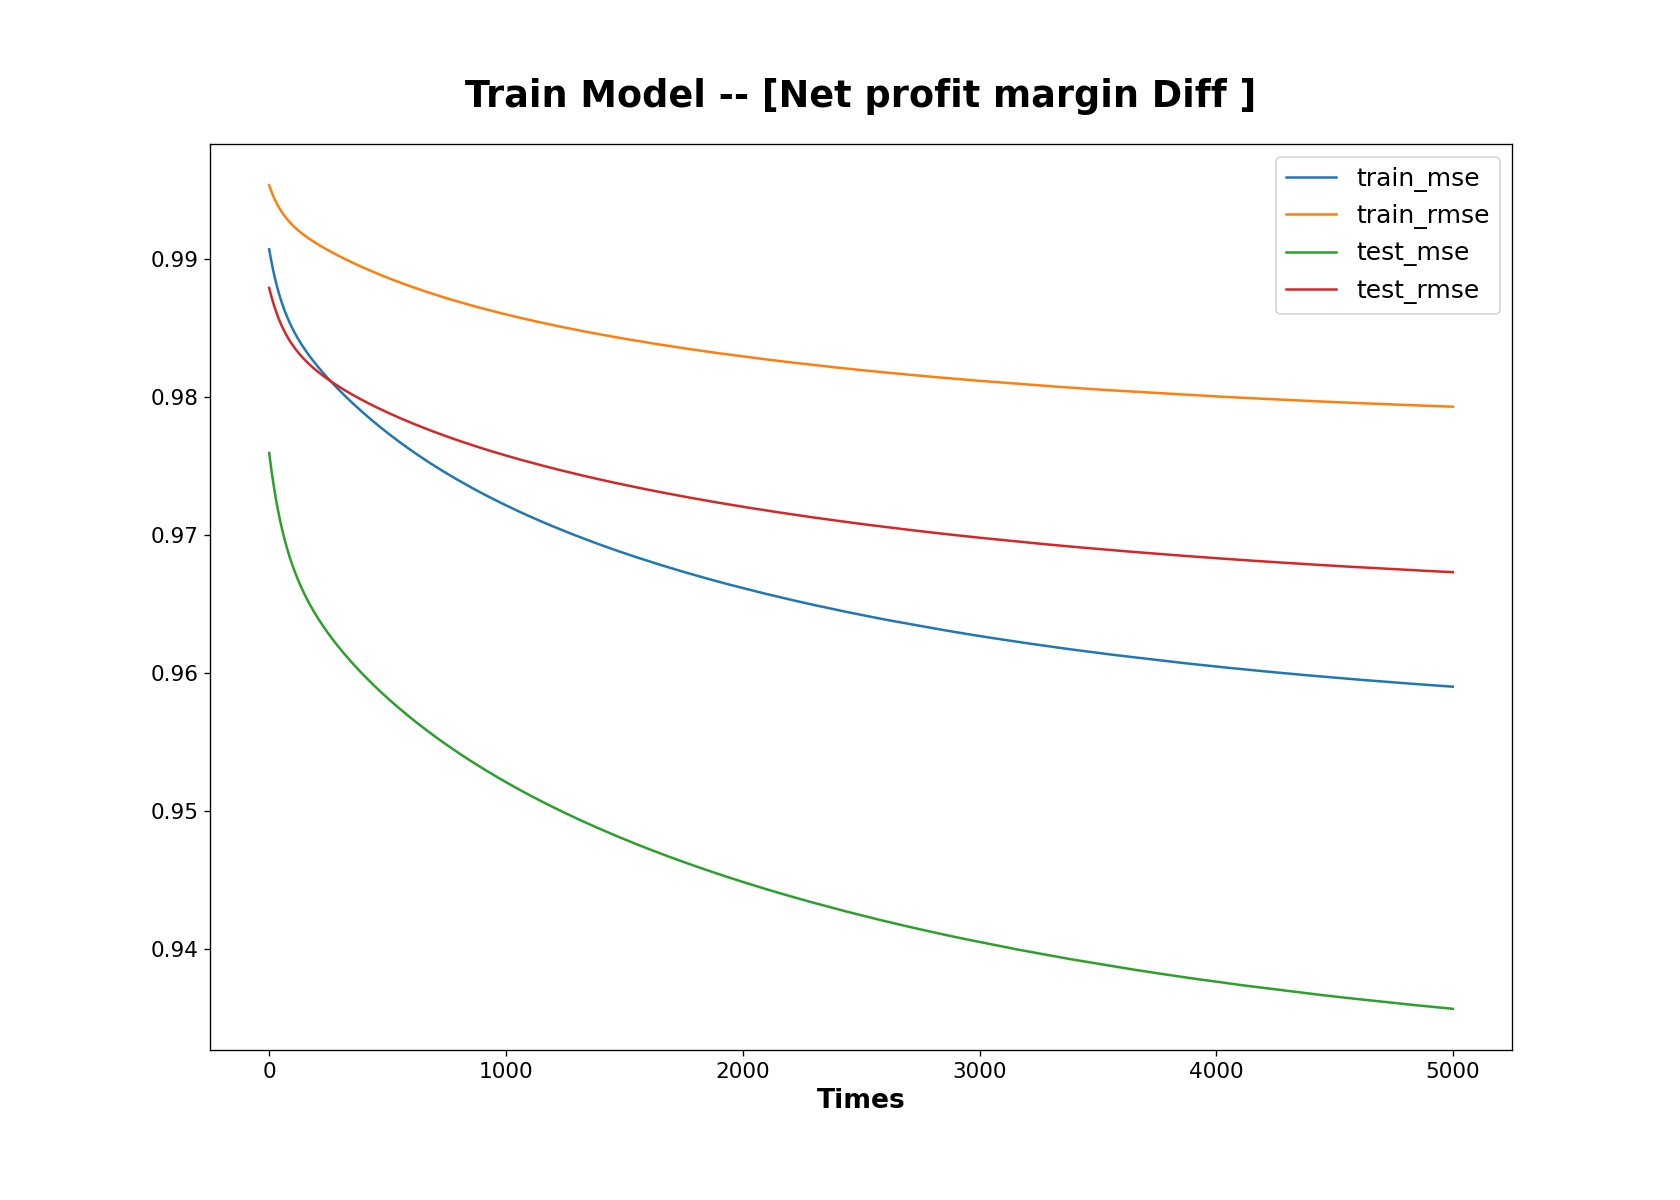 Train Model -- [Net profit margin Diff ]
train_mse
train_rmse
test_mse
test_rmse
0.99
0.98
0.97
0.96
0.95
0.94
0 1000 2000 3000 4000 5000
Times